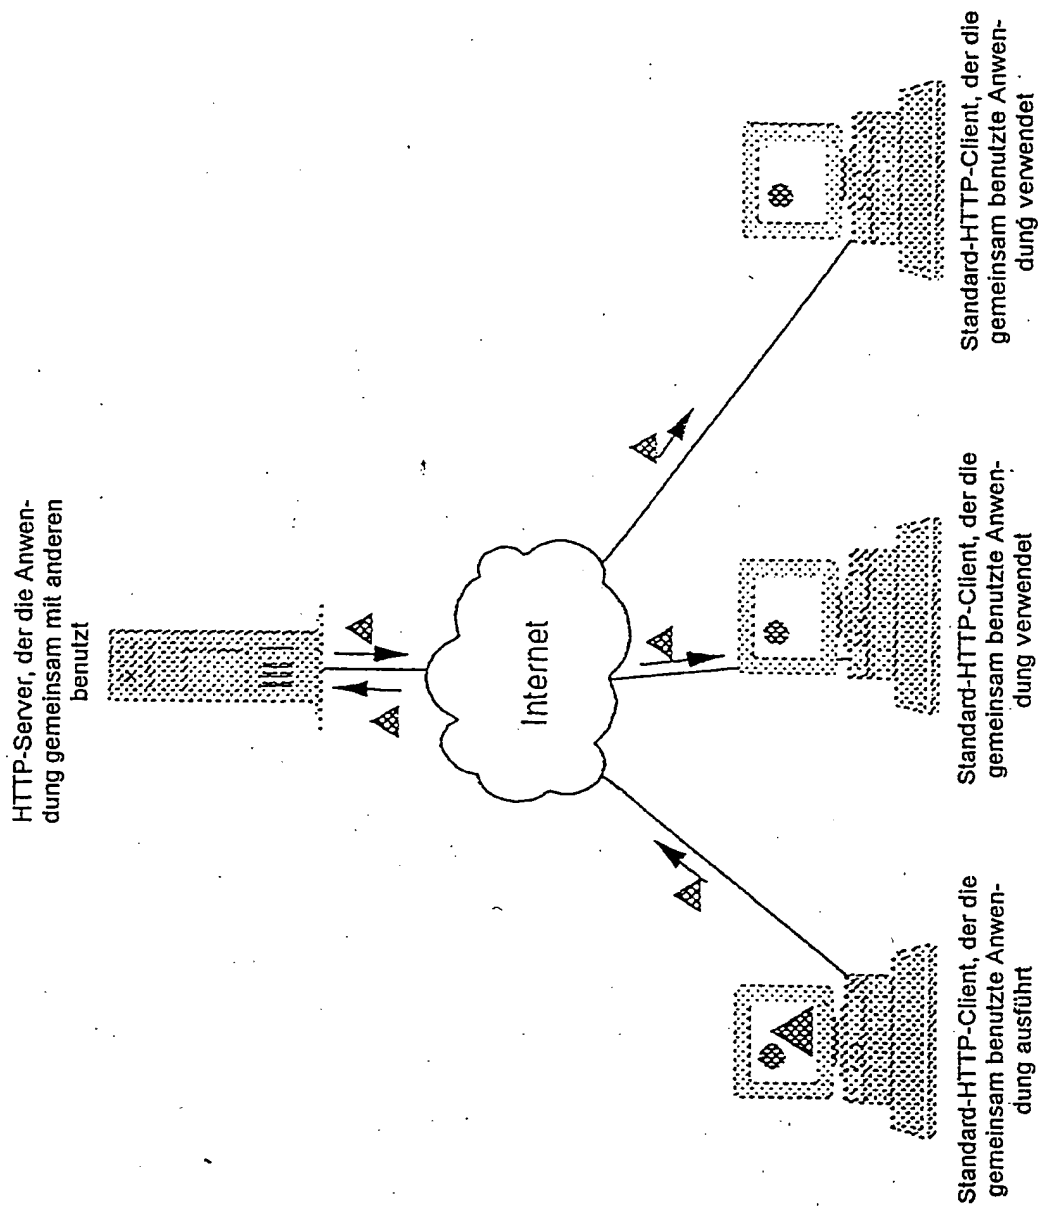 HTTP-Server, der die Anwen-
dung gemeinsam mit anderen
benutzt
Internet
Standard-HTTP-Client, der die
gemeinsam benutzte Anwen-
dung ausführt
Standard-HTTP-Client, der die
gemeinsam benutzte Anwen-
dung verwendet
Standard-HTTP-Client, der die
gemeinsam benutzte Anwen-
dung verwendet